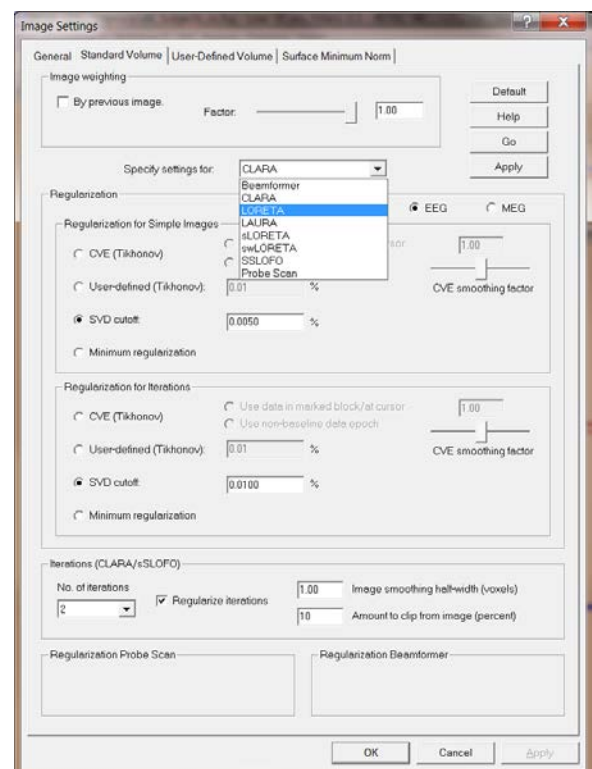 Image Settings
General Standard Volume User-Defined Volume Surface Minimum Norm
Image weighting
By previous image.
Factor:
1.00
Default
Help
Go
Apply
Specify settings for:
CLARA
Beamformer
CLARA
LORETA
LAURA
sLORETA
swLORETA
SSLOFO
Probe Scan
Regularization
EEG
MEG
Regularization for Simple Images
CVE (Tikhonov)
1.00
User-defined (Tikhonov):
0.01
%
CVE smoothing factor
SVD cutoff:
0.0050
%
Minimum regularization
Regularization for Iterations
CVE (Tikhonov)
Use data in marked block/at cursor
Use non-baseline data epoch
1.00
User-defined (Tikhonov):
0.01
%
CVE smoothing factor
SVD cutoff:
0.0100
%
Minimum regularization
Iterations (CLARA/sSLOFO)
No. of iterations
2
Regularize iterations
1.00
Image smoothing half-width (voxels)
10
Amount to clip from image (percent)
Regularization Probe Scan
Regularization Beamformer
OK
Cancel
Apply